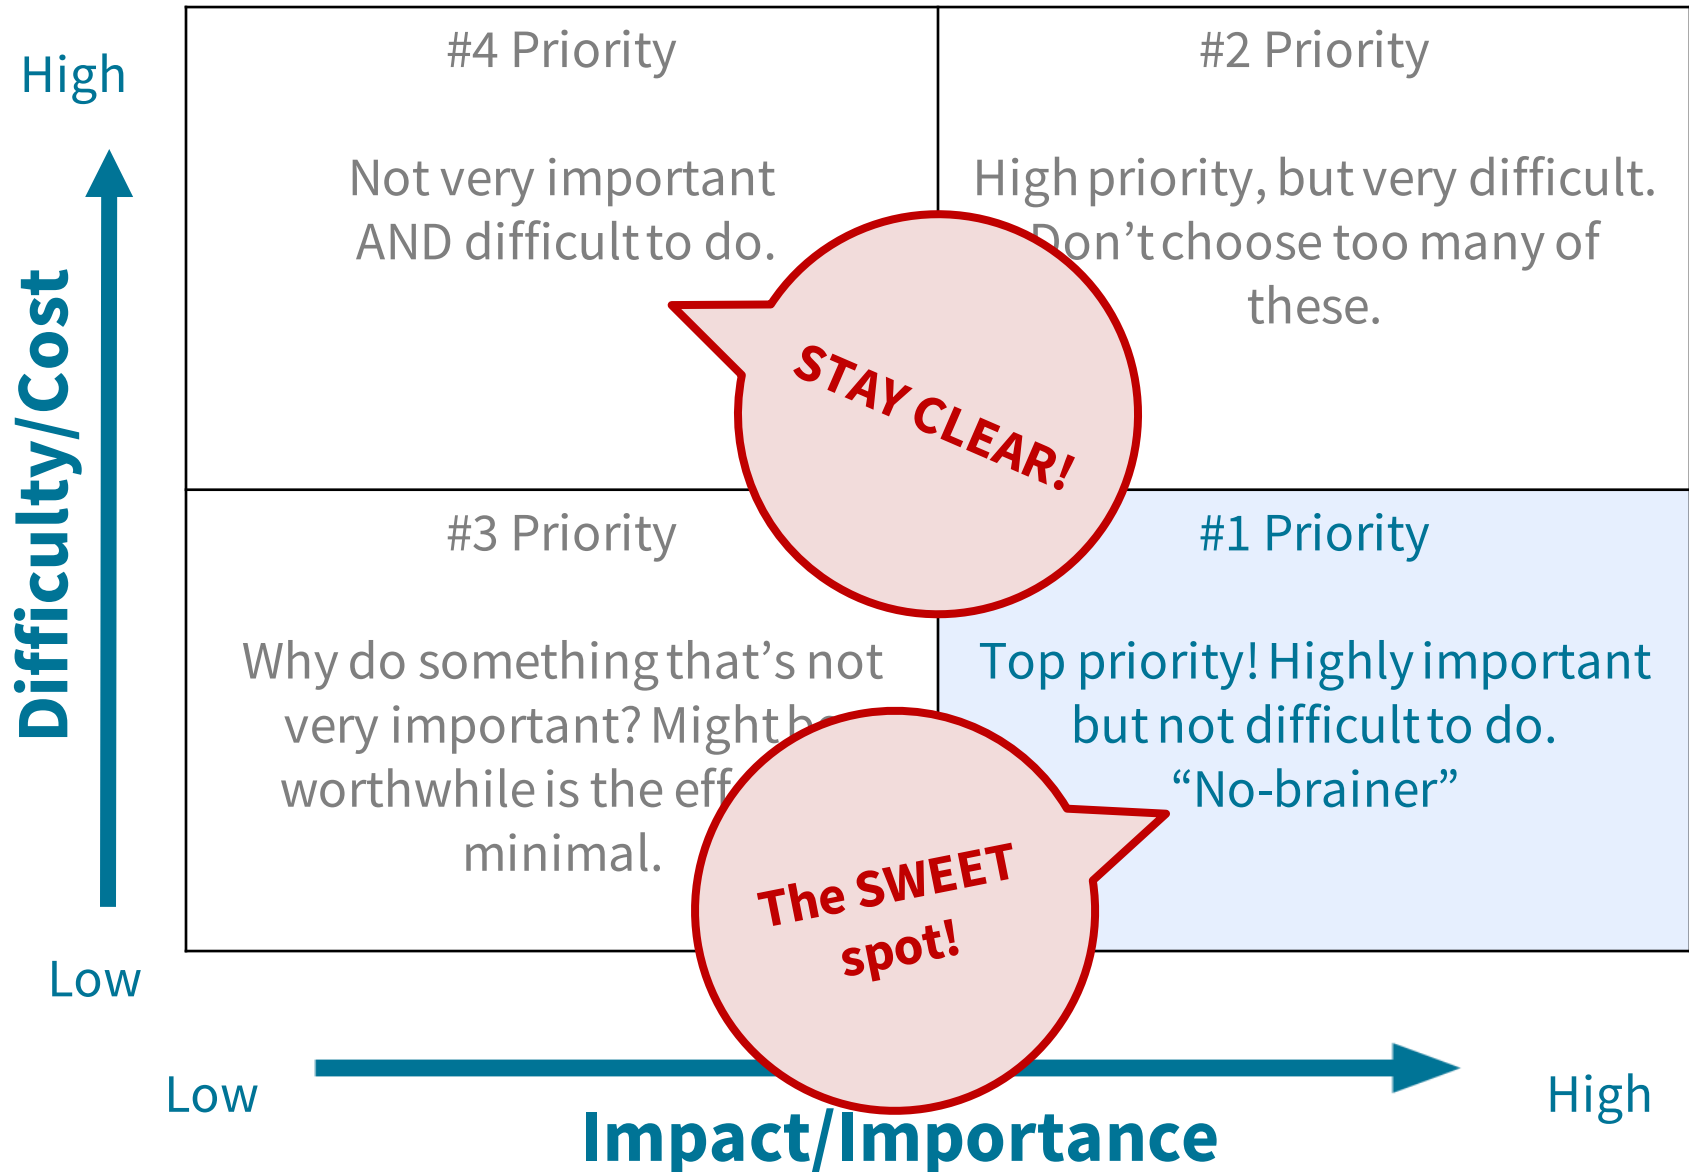 High
Difficulty/Cost
Low
#4 Priority
Not very important
AND difficult to do.
#2 Priority
High priority, but very difficult.
Don’t choose too many of
these.
STAY CLEAR!
#3 Priority
Why do something that’s not
very important? Might
worthwhile is the
minimal.
#1 Priority
Top priority! Highly important
but not difficult to do.
“No-brainer”
The SWEET
spot!
Low
High
Impact/Importance